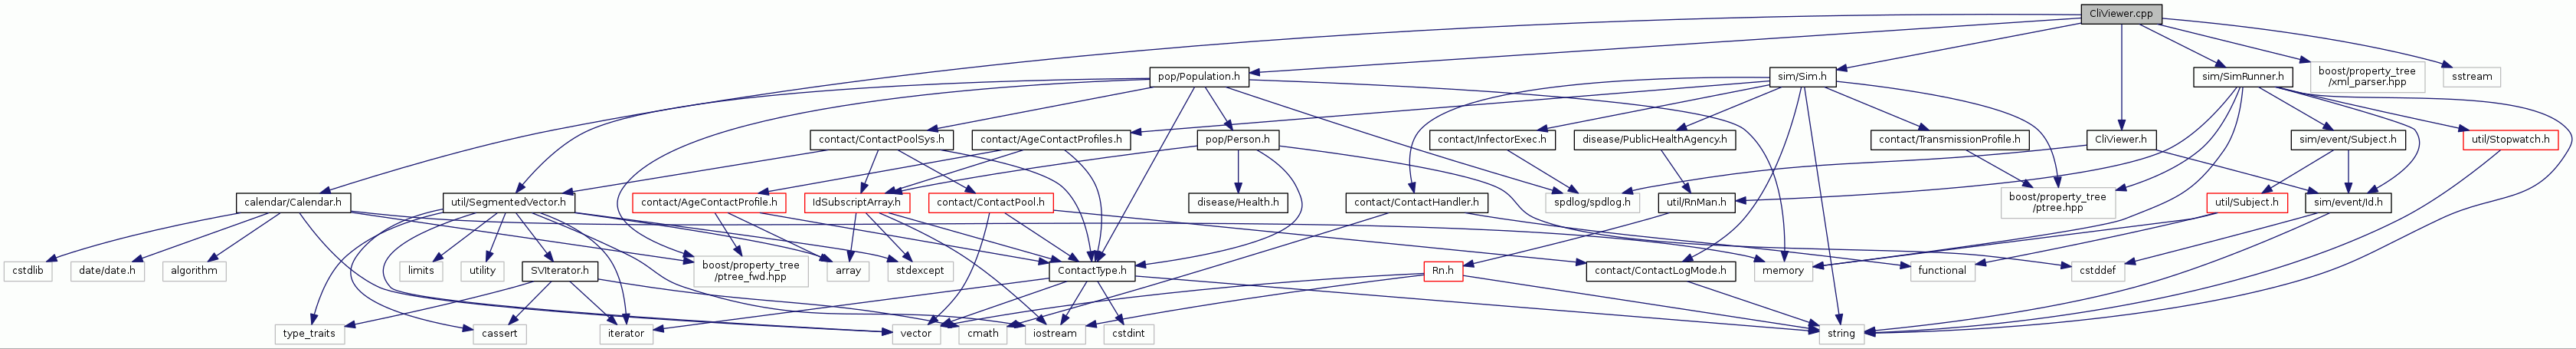 CliViewer.cpp
pop/Population.h
sim/Sim.h
sim/SimRunner.h
boost/property_tree
/xml_parser.hpp
sstream
contact/ContactPoolSys.h
contact/AgeContactProfiles.h
pop/Person.h
contact/InfectorExec.h
disease/PublicHealthAgency.h
contact/TransmissionProfile.h
CliViewer.h
sim/event/Subject.h
util/Stopwatch.h
calendar/Calendar.h
util/SegmentedVector.h
contact/AgeContactProfile.h
IdSubscriptArray.h
contact/ContactPool.h
disease/Health.h
contact/ContactHandler.h
spdlog/spdlog.h
util/RnMan.h
boost/property_tree
/ptree.hpp
util/Subject.h
sim/event/Id.h
cstdlib
date/date.h
algorithm
limits
utility
SVIterator.h
boost/property_tree
/ptree_fwd.hpp
array
stdexcept
ContactType.h
Rn.h
contact/ContactLogMode.h
memory
functional
cstddef
type_traits
cassert
iterator
vector
cmath
iostream
cstdint
string